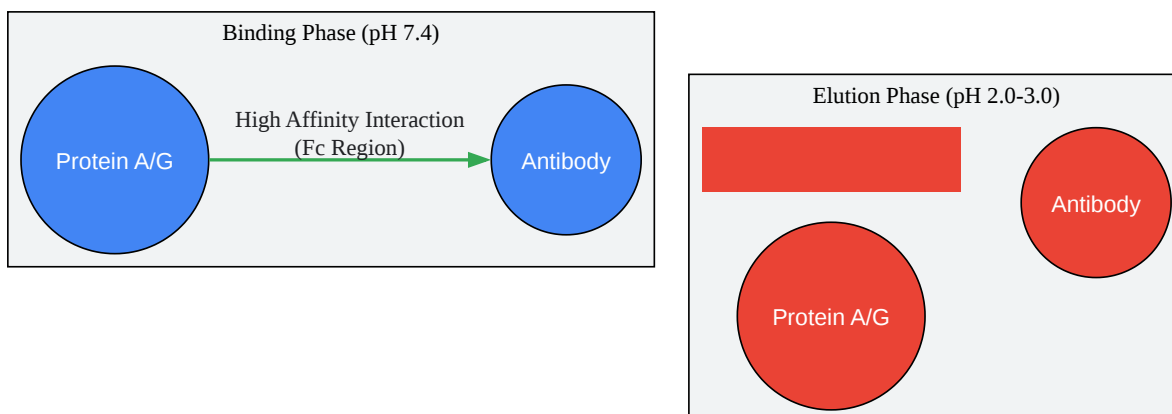 Binding Phase (pH 7.4)
High Affinity Interaction
(Fc Region)
Protein A/G
Antibody
Elution Phase (pH 2.0-3.0)
Antibody
Protein A/G